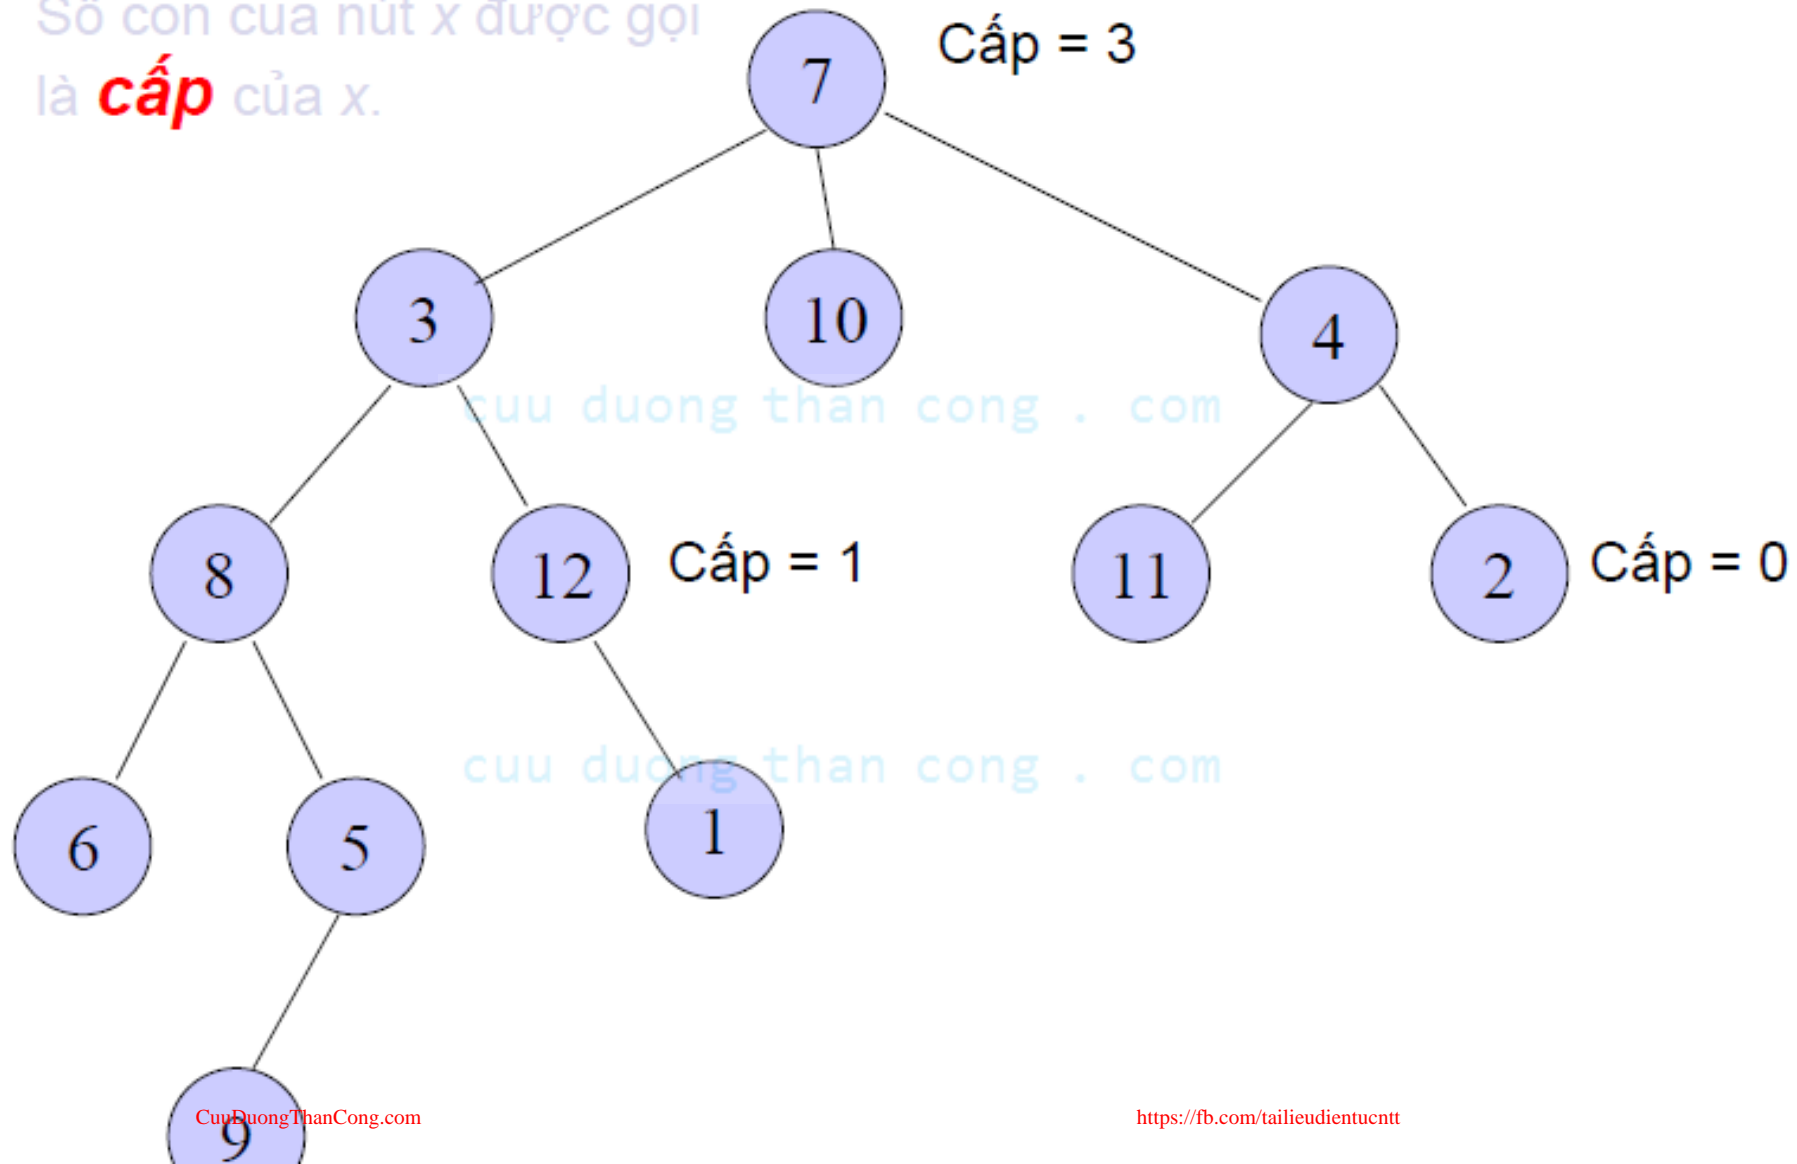 Số con của nút x được gọi
là cấp của x.
7
Cấp = 3
3
10
4
cuu duong than cong . com
8
12
Cấp = 1
11
2
Cấp = 0
cuu duong than cong . com
6
5
1
CuuDuongThanCong.com
https://fb.com/tailieudientucntt
9